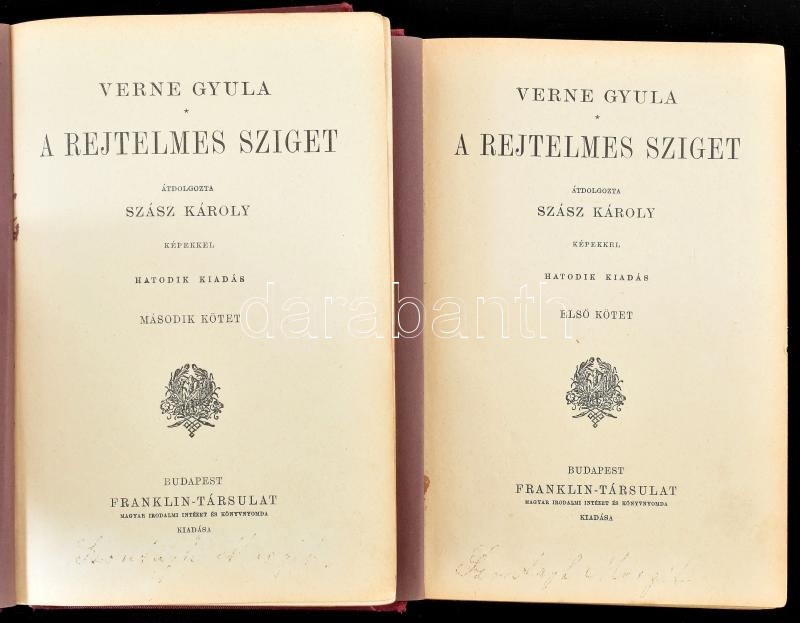 VERNE GYULA
*
A REJTELMES SZIGET
ÁTDOLGOZTA
SZÁSZ KÁROLY
KÉPEKKEL
HATODIK KIADÁS
MÁSODIK KÖTET
BUDAPEST
FRANKLIN-TÁRSULAT
MAGYAR IRODALMI INTÉZET ÉS KÖNYVNYOMDA
KIADÁSA
VERNE GYULA
*
A REJTELMES SZIGET
ÁTDOLGOZTA
SZÁSZ KÁROLY
KÉPEKKEL
HATODIK KIADÁS
ELSŐ KÖTET
BUDAPEST
FRANKLIN-TÁRSULAT
MAGYAR IRODALMI INTÉZET ÉS KÖNYVNYOMDA
KIADÁSA
darabanth